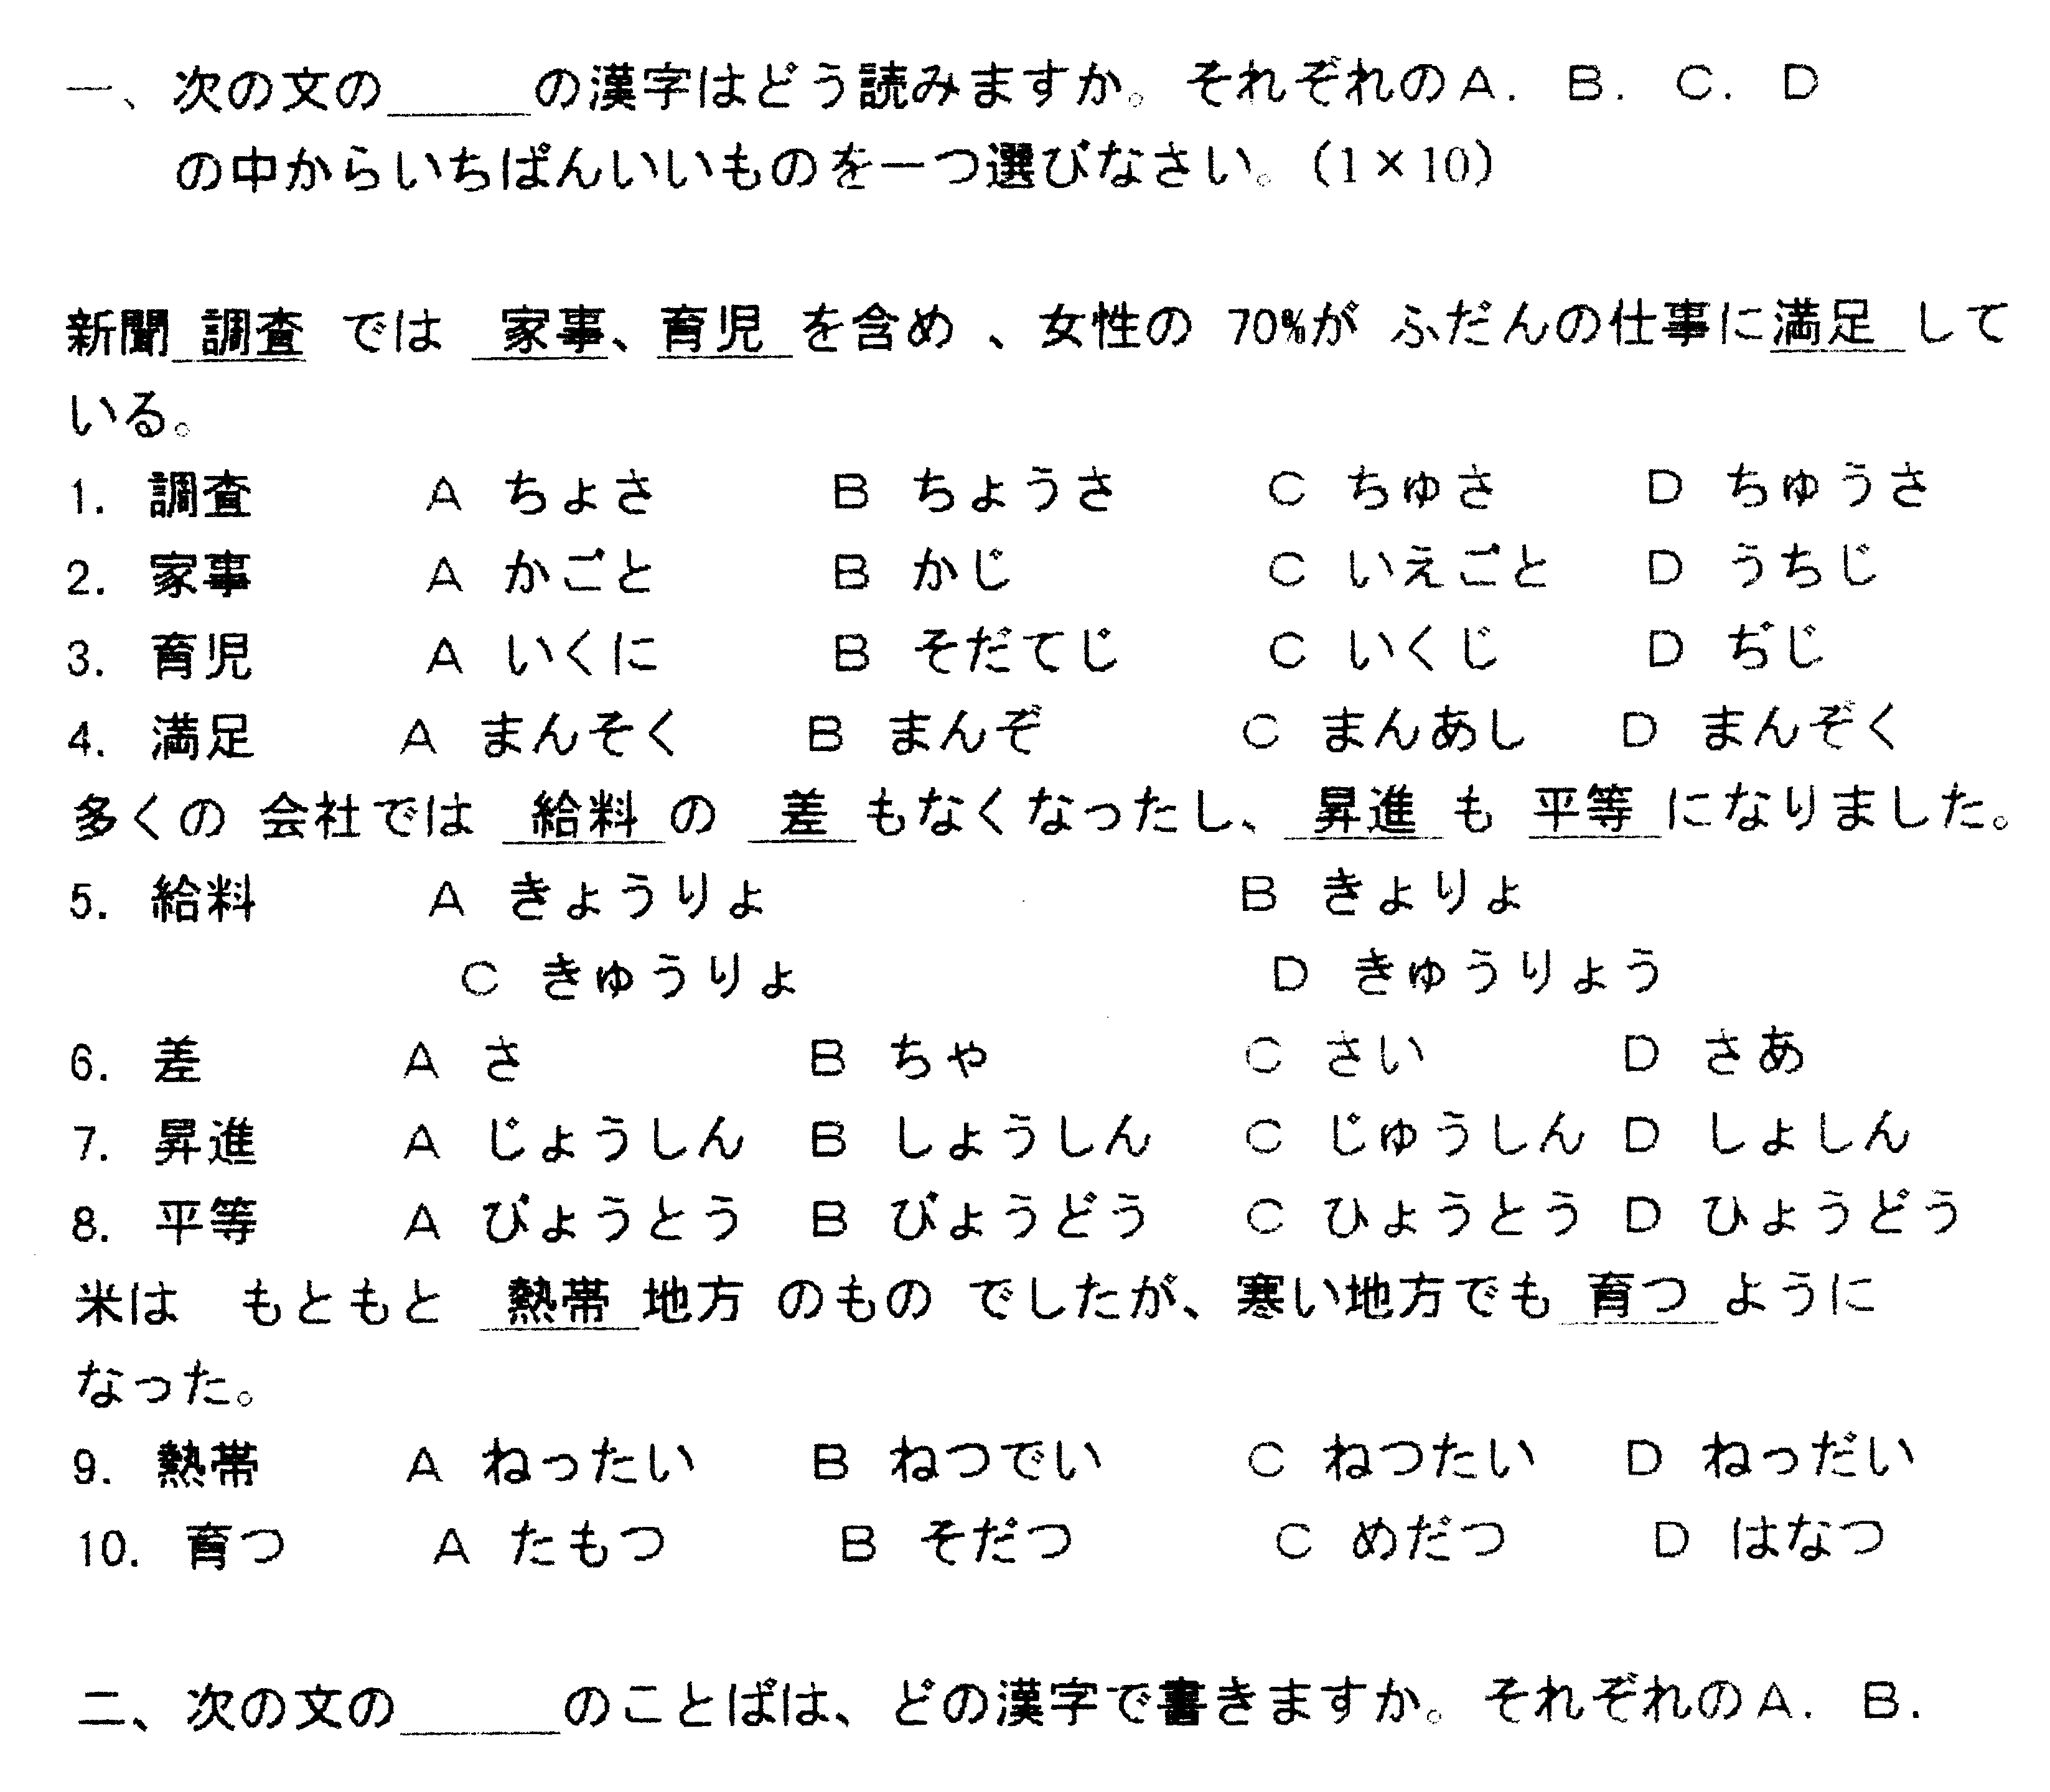 一、次の文の＿＿＿の漢字はどう読みますか。それぞれのA． B． C． D
の中からいちばんいいものを一つ選びなさい。（1×10）
新聞 調査 では 家事、育児 を含め 、女性の 70%が ふだんの仕事に満足 して
いる。
1. 調査 A ちょさ B ちょうさ C ちゅさ D ちゅうさ
2. 家事 A かごと B かじ C いえごと D うちじ
3. 育児 A いくに B そだてじ C いくじ D ぢじ
4. 満足 A まんそく B まんぞ C まんあし D まんぞく
多くの 会社では 給料 の 差 もなくなったし、昇進 も 平等 になりました。
5. 給料 A きょうりょ B きょりょ
C きゅうりょ D きゅうりょう
6. 差 A さ B ちゃ C さい D さあ
7. 昇進 A じょうしん B しょうしん C じゅうしん D しょしん
8. 平等 A びょうとう B びょうどう C ひょうとう D ひょうどう
米は もともと 熱帯 地方 のもの でしたが、寒い地方でも 育つ ように
なった。
9. 熱帯 A ねったい B ねつでい C ねつたい D ねっだい
10. 育つ A たもつ B そだつ C めだつ D はなつ
二、次の文の＿＿＿のことばは、どの漢字で書きますか。それぞれのA． B．